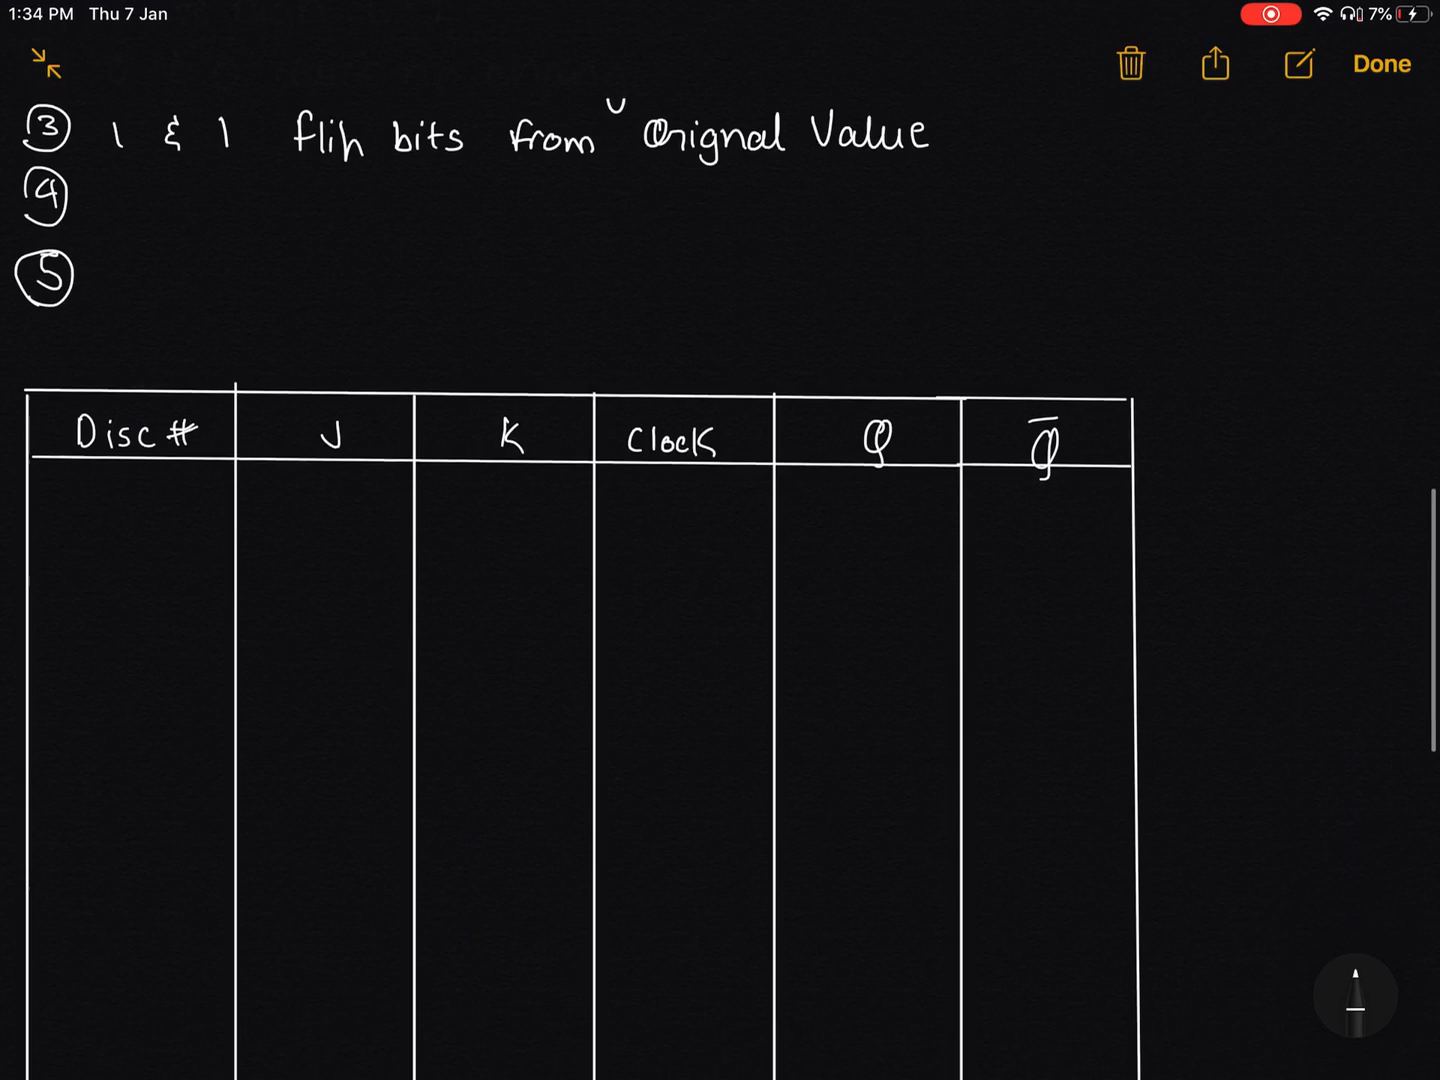 1:34 PM Thu 7 Jan 7%
Done
③ 1 & 1 flip bits from Orignal Value
④
⑤
Disc # J K Clock Q Q̅